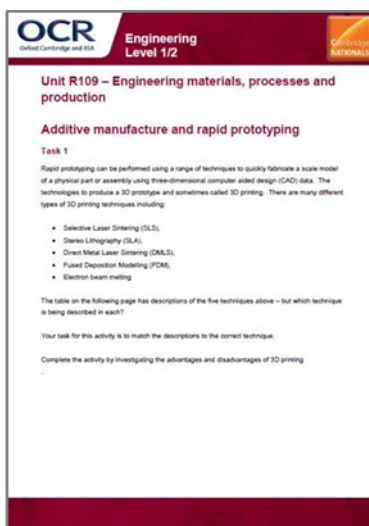 OCR
Oxford Cambridge and RSA
Engineering
Level 1/2
Cambridge
NATIONALS
Unit R109 – Engineering materials, processes and
production
Additive manufacture and rapid prototyping
Task 1
Rapid prototyping can be performed using a range of techniques to quickly fabricate a scale model
of a physical part or assembly using three-dimensional computer aided design (CAD) data. The
technologies to produce a 3D prototype and sometimes called 3D printing. There are many different
types of 3D printing techniques including:
• Selective Laser Sintering (SLS),
• Stereo Lithography (SLA),
• Direct Metal Laser Sintering (DMLS),
• Fused Deposition Modelling (FDM),
• Electron beam melting
The table on the following page has descriptions of the five techniques above – but which technique
is being described in each?
Your task for this activity is to match the descriptions to the correct technique.
Complete the activity by investigating the advantages and disadvantages of 3D printing
.